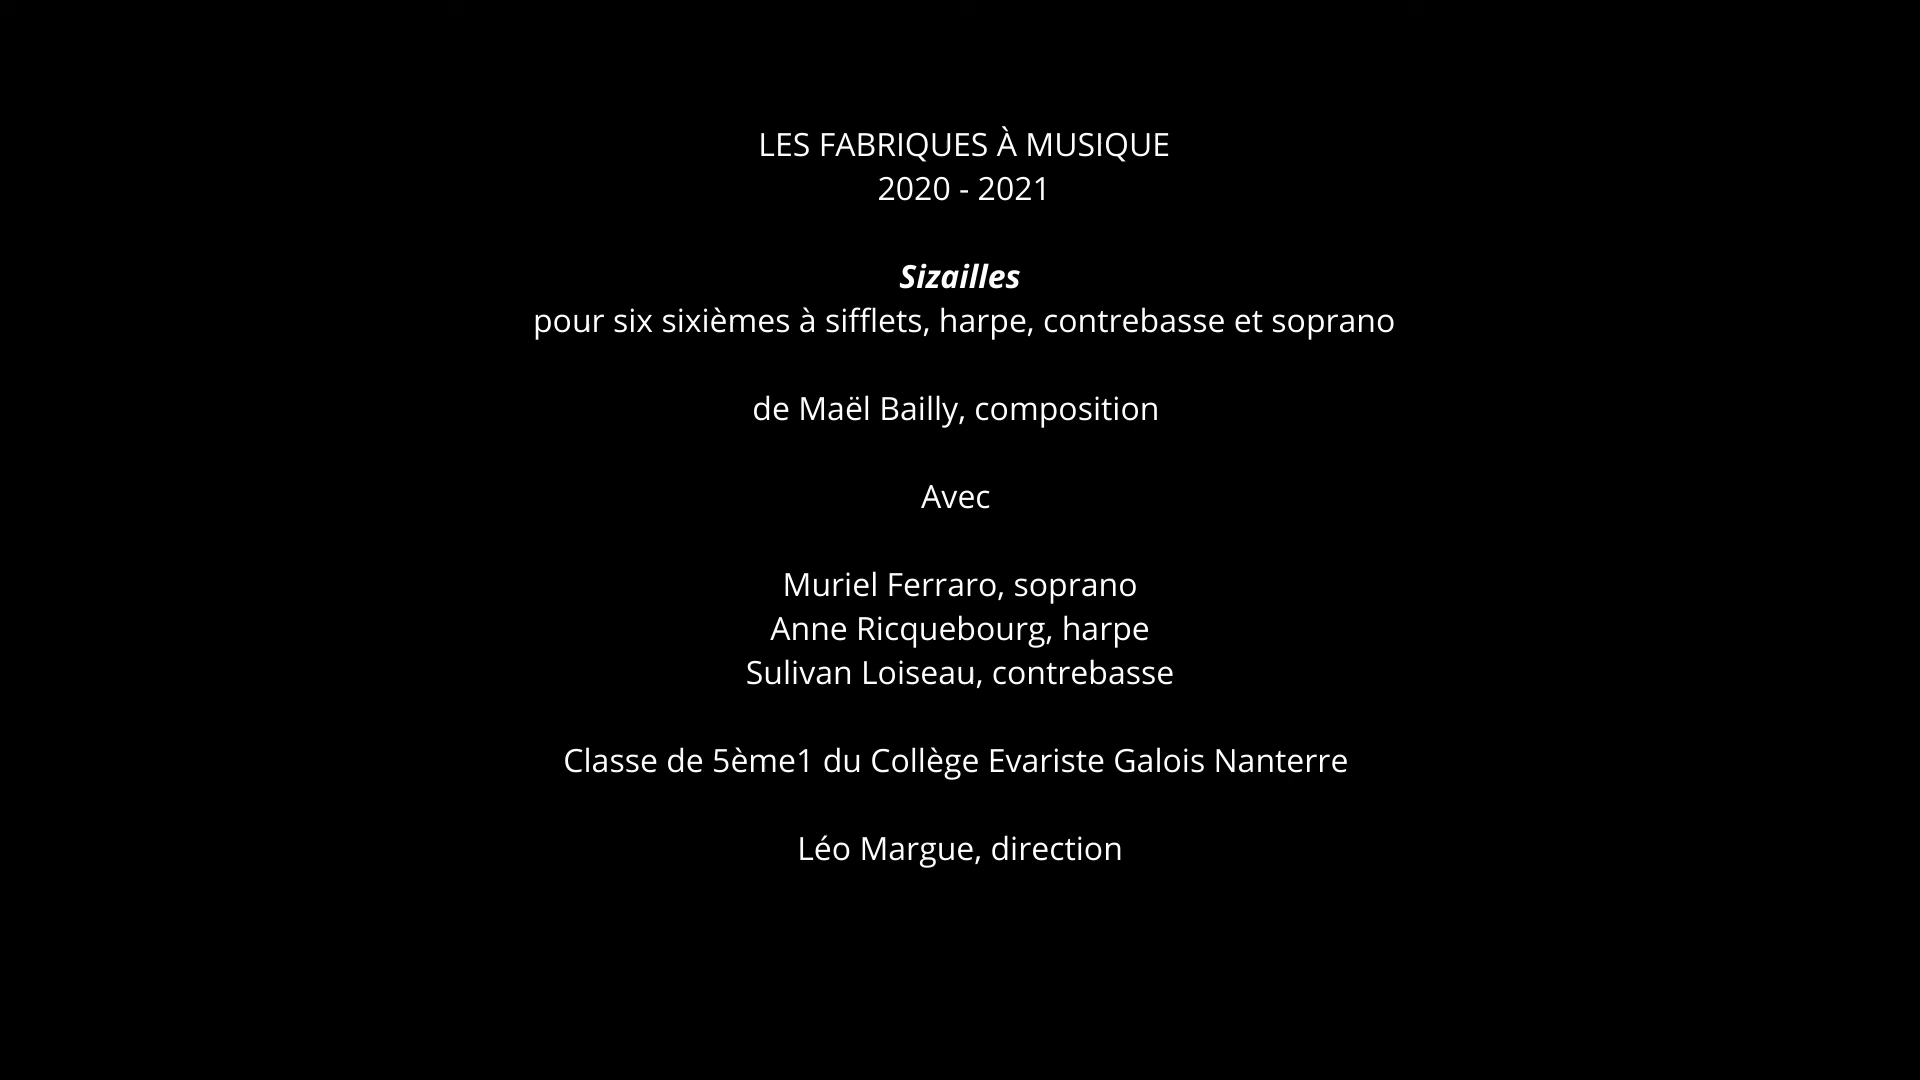 LES FABRIQUES À MUSIQUE
2020 - 2021
Sizailles
pour six sixièmes à sifflets, harpe, contrebasse et soprano
de Maël Bailly, composition
Avec
Muriel Ferraro, soprano
Anne Ricquebourg, harpe
Sulivan Loiseau, contrebasse
Classe de 5ème1 du Collège Evariste Galois Nanterre
Léo Margue, direction